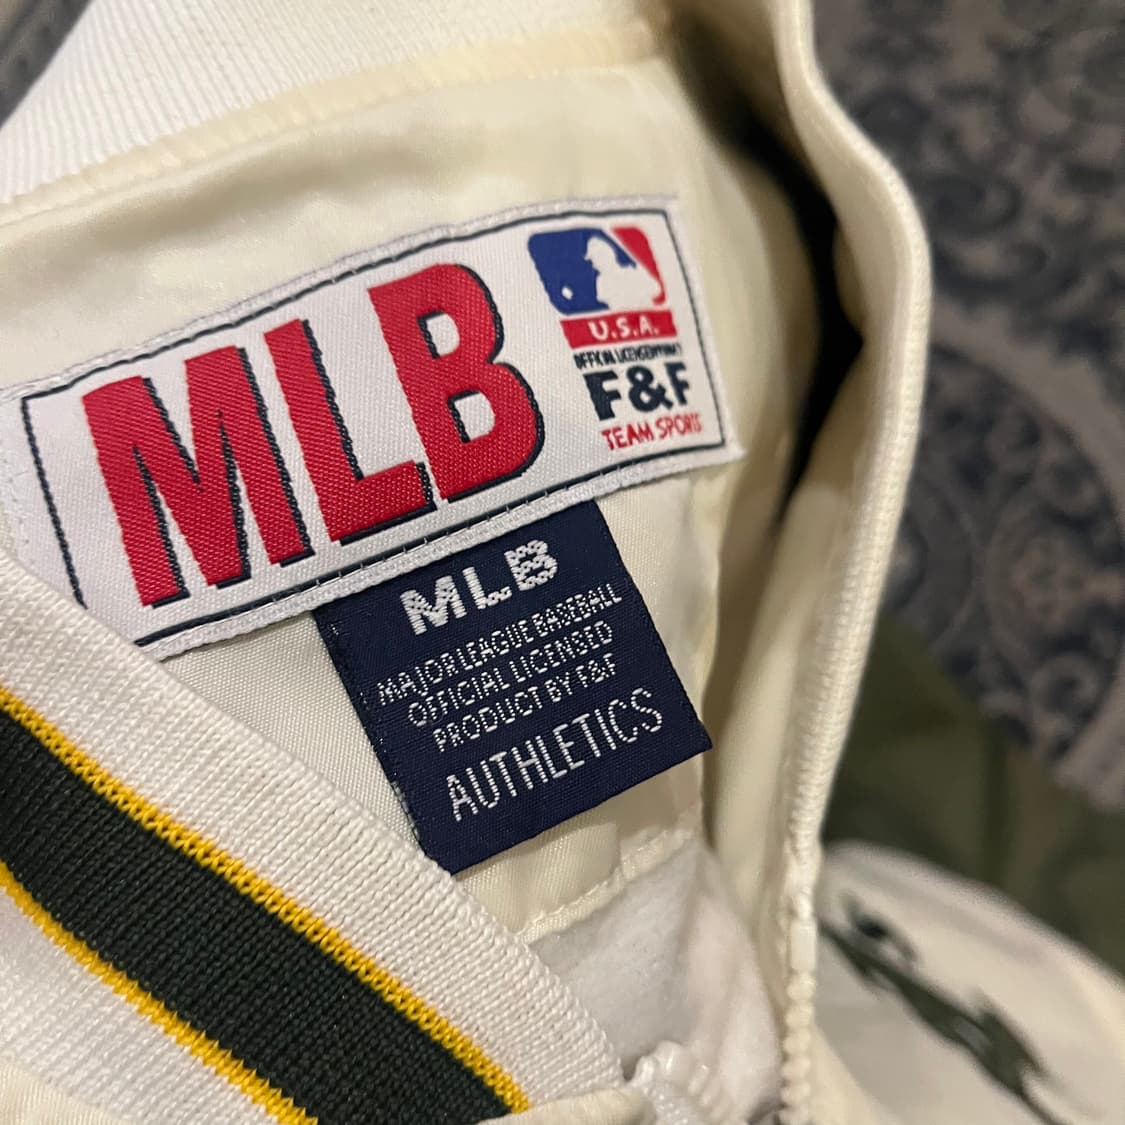 MLB
U.S.A.
F&F
TEAM SPORTS
MLB
MAJOR LEAGUE BASEBALL
OFFICIAL LICENSED
PRODUCT BY F&F
AUTHLETICS